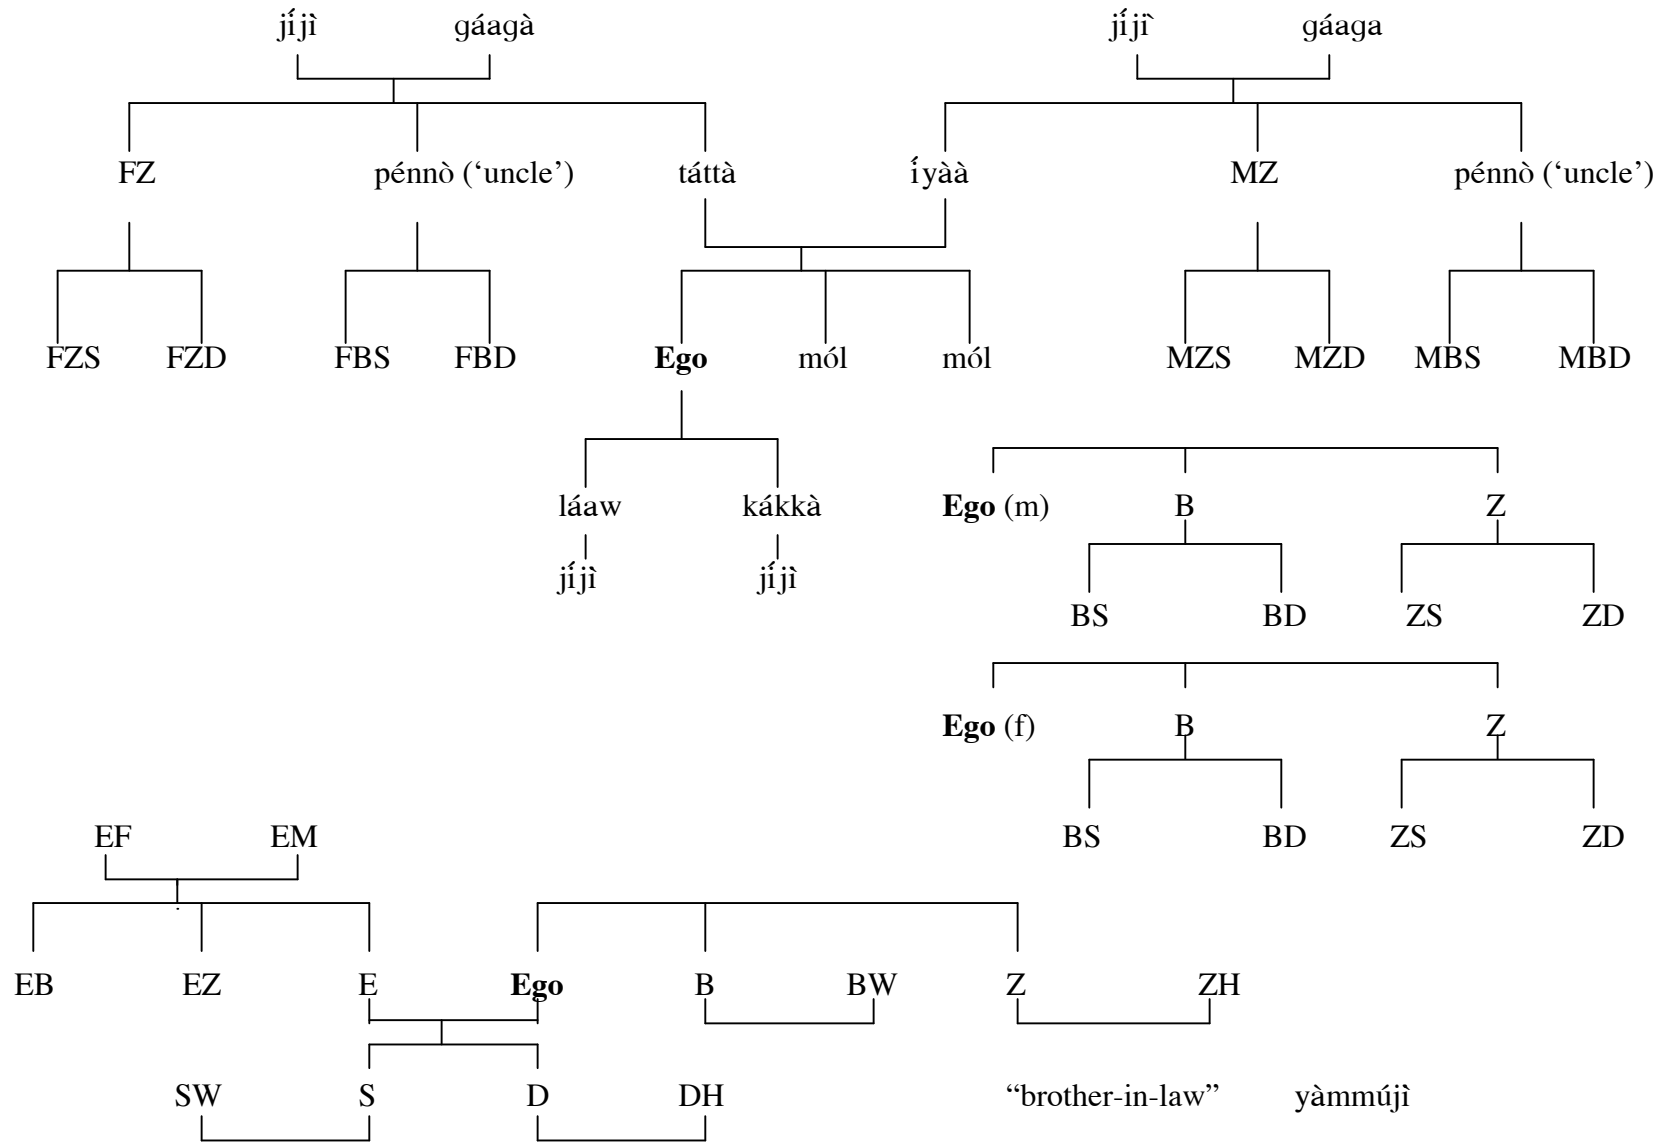 jíjì gáagà jíjì gáaga
FZ pénnò (‘uncle’) táttà íyàà MZ pénnò (‘uncle’)
FZS FZD FBS FBD Ego mól mól MZS MZD MBS MBD
láaw kákkà Ego (m) B Z
jíjì jíjì
BS BD ZS ZD
Ego (f) B Z
EF EM BS BD ZS ZD
EB EZ E Ego B BW Z ZH
SW S D DH “brother-in-law” yàmmújì